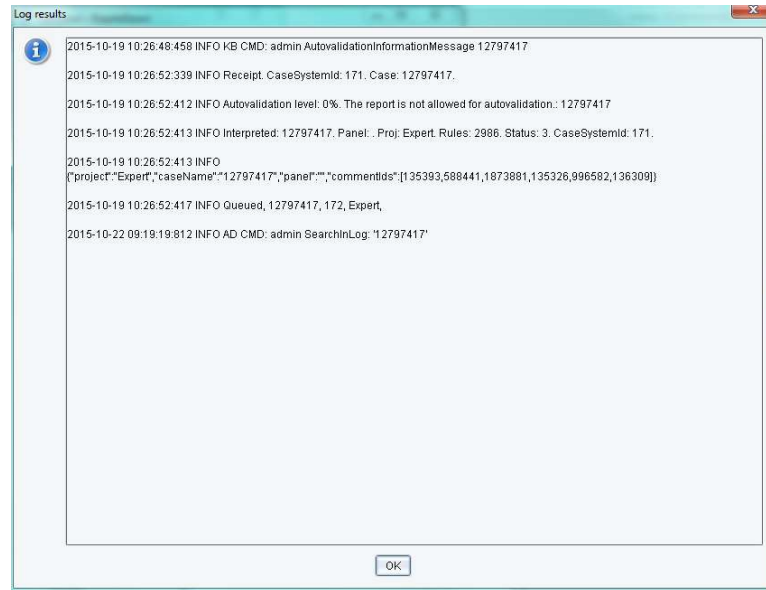 Log results
2015-10-19 10:26:48:458 INFO KB CMD: admin AutovalidationInformationMessage 12797417
2015-10-19 10:26:52:339 INFO Receipt. CaseSystemId: 171. Case: 12797417.
2015-10-19 10:26:52:412 INFO Autovalidation level: 0%. The report is not allowed for autovalidation.: 12797417
2015-10-19 10:26:52:413 INFO Interpreted: 12797417. Panel: . Proj: Expert. Rules: 2986. Status: 3. CaseSystemId: 171.
2015-10-19 10:26:52:413 INFO
{"project":"Expert","caseName":"12797417","panel":"","commentIds":[135393,588441,1873881,135326,996582,136309]}
2015-10-19 10:26:52:417 INFO Queued, 12797417, 172, Expert,
2015-10-22 09:19:19:812 INFO AD CMD: admin SearchInLog: '12797417'
OK